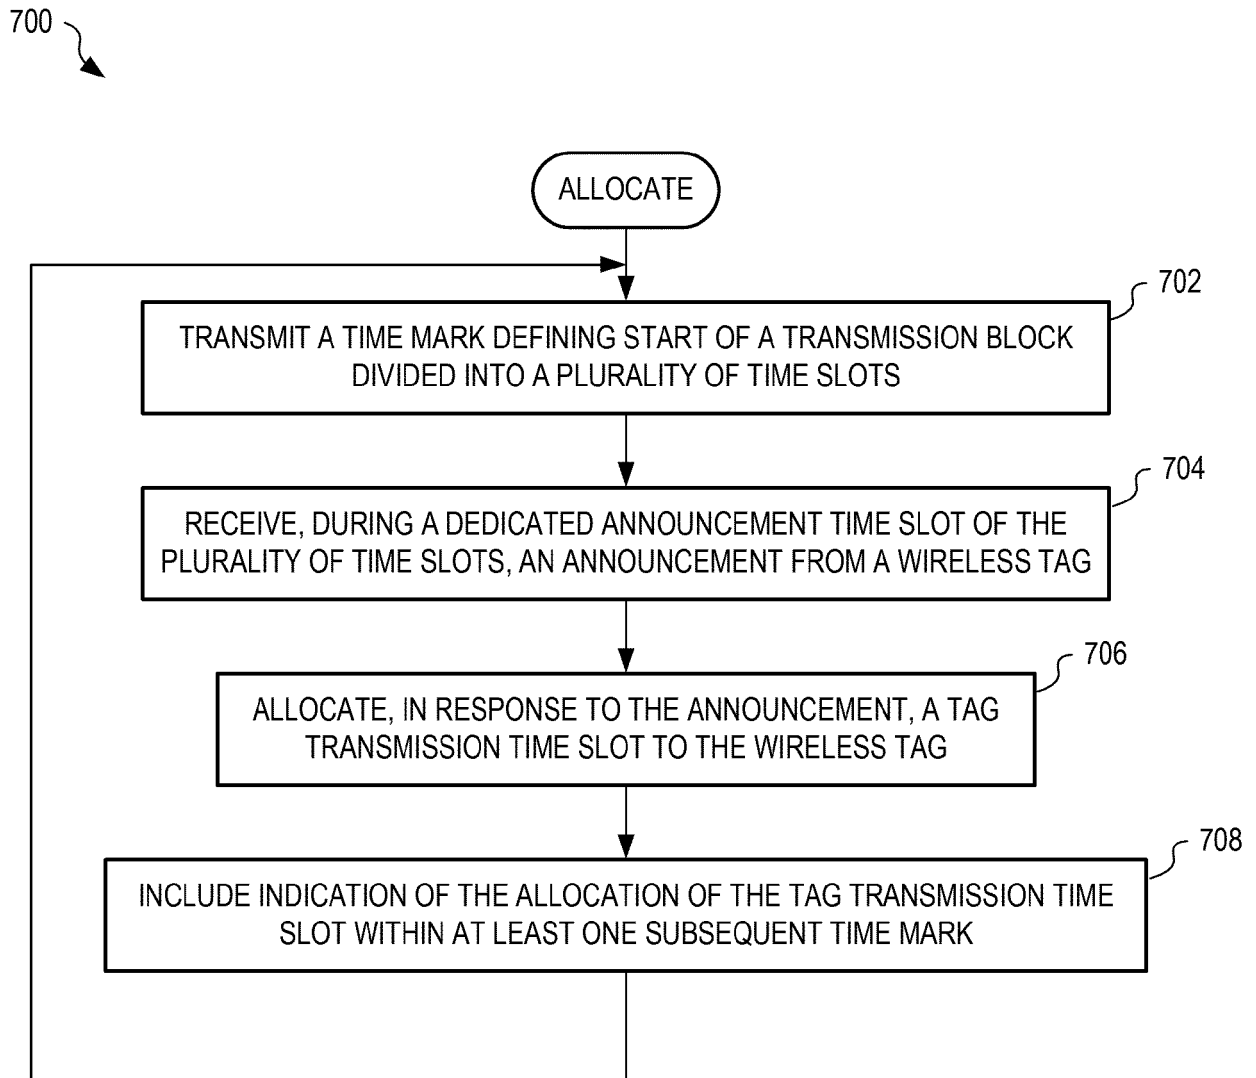 700
ALLOCATE
702
TRANSMIT A TIME MARK DEFINING START OF A TRANSMISSION BLOCK
DIVIDED INTO A PLURALITY OF TIME SLOTS
704
RECEIVE, DURING A DEDICATED ANNOUNCEMENT TIME SLOT OF THE
PLURALITY OF TIME SLOTS, AN ANNOUNCEMENT FROM A WIRELESS TAG
706
ALLOCATE, IN RESPONSE TO THE ANNOUNCEMENT, A TAG
TRANSMISSION TIME SLOT TO THE WIRELESS TAG
708
INCLUDE INDICATION OF THE ALLOCATION OF THE TAG TRANSMISSION TIME
SLOT WITHIN AT LEAST ONE SUBSEQUENT TIME MARK